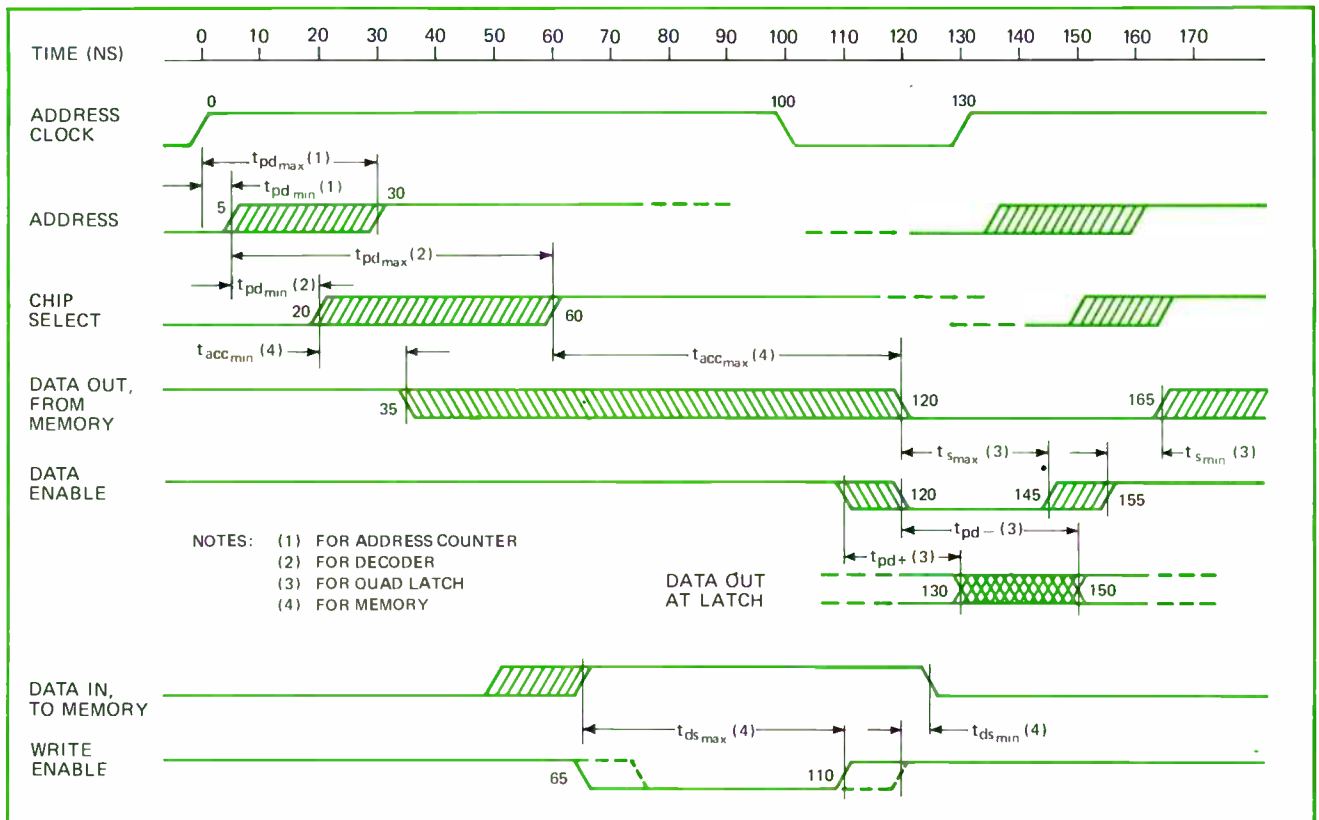 TIME (NS) 0 10 20 30 40 50 60 70 80 90 100 110 120 130 140 150 160 170
ADDRESS CLOCK 0 100 130
tpdmax (1)
tpdmin (1)
ADDRESS 5 30
tpdmax (2)
tpdmin (2)
CHIP SELECT 20 60
taccmin (4) taccmax (4)
DATA OUT, FROM MEMORY 35 120 165
tsmax (3) tsmin (3)
DATA ENABLE 120 145 155
tpd− (3)
tpd+ (3)
NOTES: (1) FOR ADDRESS COUNTER
(2) FOR DECODER
(3) FOR QUAD LATCH
(4) FOR MEMORY
DATA OUT AT LATCH 130 150
DATA IN, TO MEMORY
tdsmax (4) tdsmin (4)
WRITE ENABLE 65 110